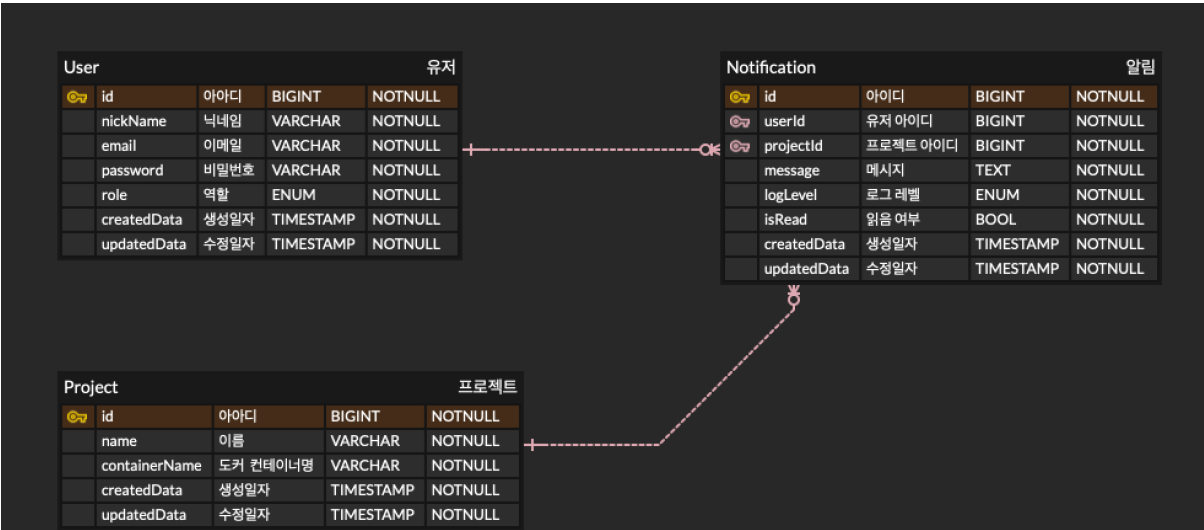 User 유저
id 아아디 BIGINT NOTNULL
nickName 닉네임 VARCHAR NOTNULL
email 이메일 VARCHAR NOTNULL
password 비밀번호 VARCHAR NOTNULL
role 역할 ENUM NOTNULL
createdData 생성일자 TIMESTAMP NOTNULL
updatedData 수정일자 TIMESTAMP NOTNULL
Notification 알림
id 아이디 BIGINT NOTNULL
userId 유저 아이디 BIGINT NOTNULL
projectId 프로젝트 아이디 BIGINT NOTNULL
message 메시지 TEXT NOTNULL
logLevel 로그 레벨 ENUM NOTNULL
isRead 읽음 여부 BOOL NOTNULL
createdData 생성일자 TIMESTAMP NOTNULL
updatedData 수정일자 TIMESTAMP NOTNULL
Project 프로젝트
id 아아디 BIGINT NOTNULL
name 이름 VARCHAR NOTNULL
containerName 도커 컨테이너명 VARCHAR NOTNULL
createdData 생성일자 TIMESTAMP NOTNULL
updatedData 수정일자 TIMESTAMP NOTNULL